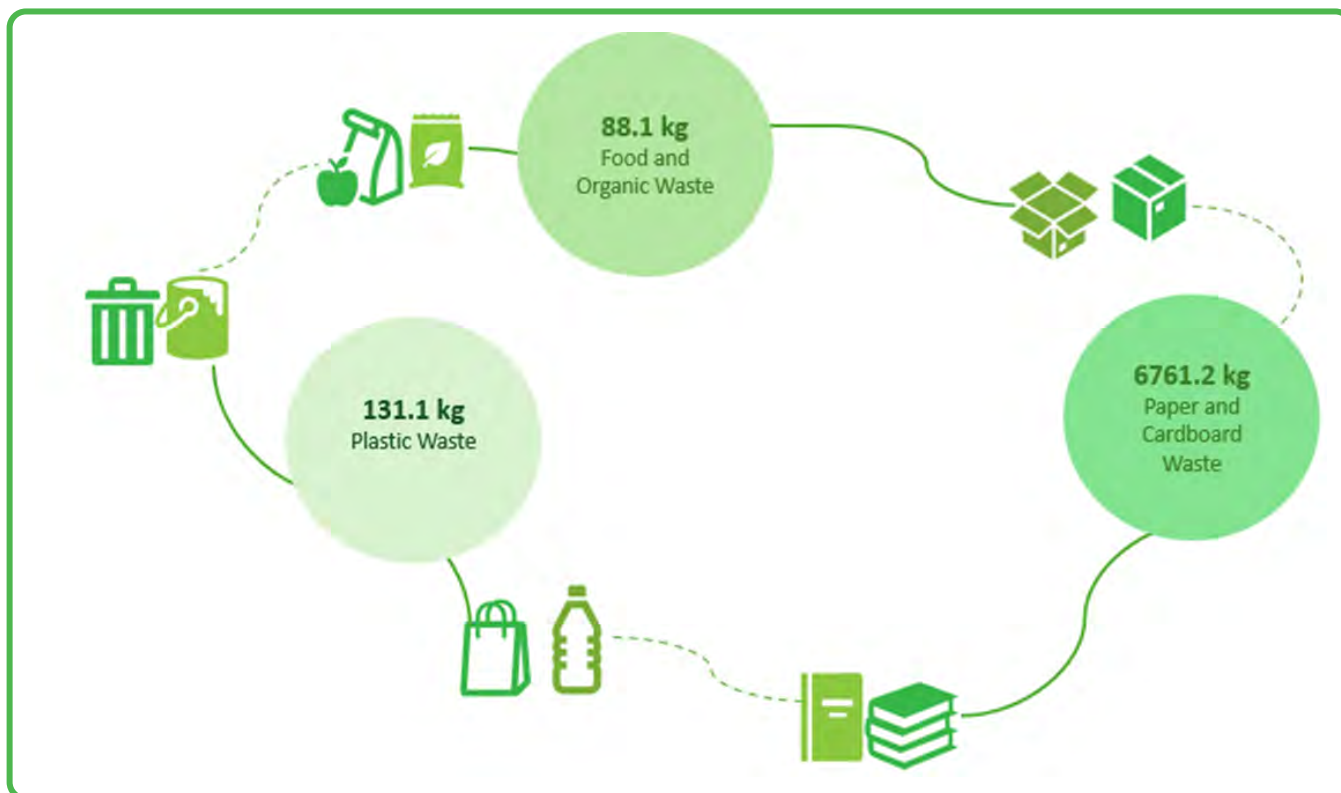 88.1 kg
Food and
Organic Waste
6761.2 kg
Paper and
Cardboard
Waste
131.1 kg
Plastic Waste